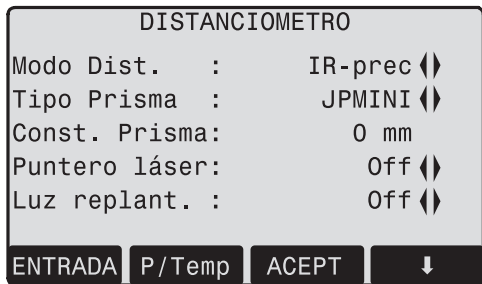 DISTANCIOMETRO
Modo Dist. : IR-prec
Tipo Prisma : JPMINI
Const. Prisma: 0 mm
Puntero láser: Off
Luz replant. : Off
ENTRADA P/Temp ACEPT ⬇